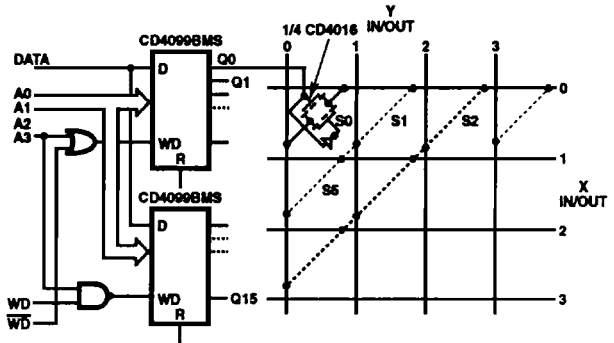 Y
IN/OUT
1/4 CD4016
0 1 2 3
CD4099BMS
DATA
D
Q0
Q1
A0
A1
A2
A3
WD
R
S0
S1
S2
S5
0
1
X
IN/OUT
2
3
CD4099BMS
D
WD
Q15
R
WD
WD